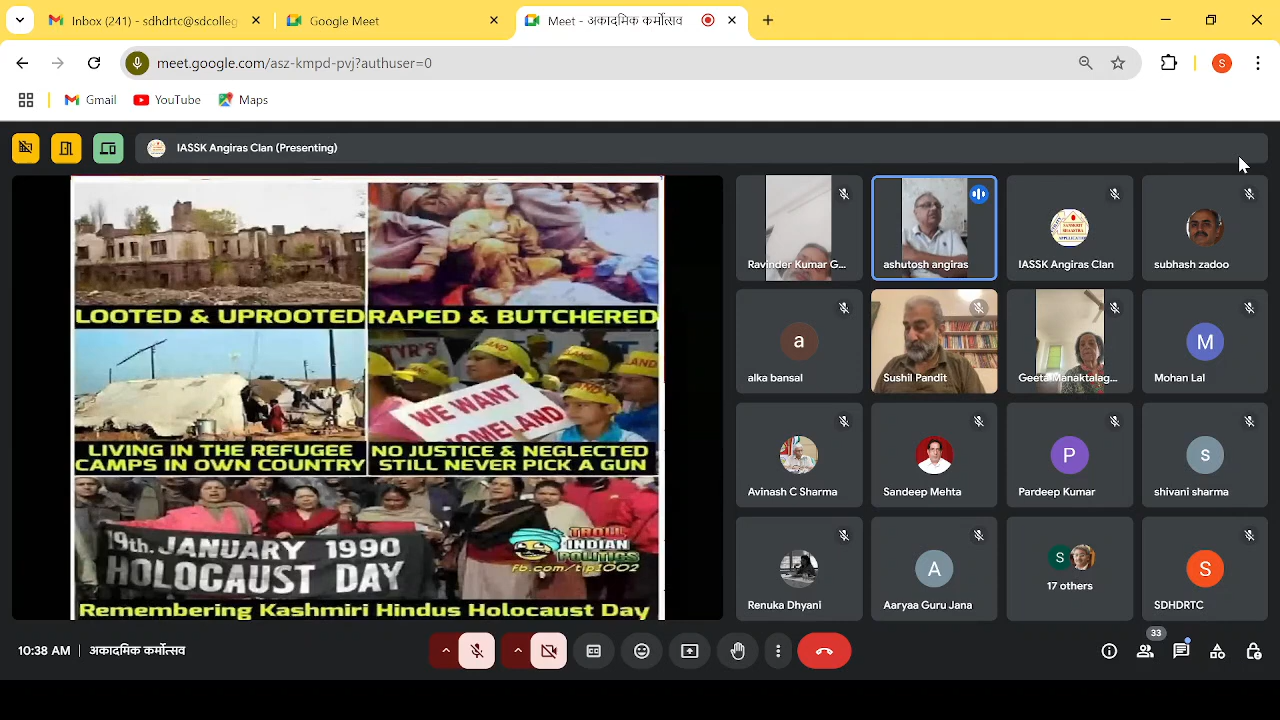 Inbox (241) - sdhdrtc@sdcolleg
Google Meet
Meet - अकादमिक कर्मोत्सव
meet.google.com/asz-kmpd-pvj?authuser=0
S
Gmail
YouTube
Maps
IASSK Angiras Clan (Presenting)
LOOTED & UPROOTED
RAPED & BUTCHERED
LIVING IN THE REFUGEE
CAMPS IN OWN COUNTRY
WE WANT
HOMELAND
NO JUSTICE & NEGLECTED
STILL NEVER PICK A GUN
19th. JANUARY 1990
HOLOCAUST DAY
TROLL
INDIAN
POLITICS
Fb.com/tip1002
Remembering Kashmiri Hindus Holocaust Day
Ravinder Kumar G...
ashutosh angiras
IASSK Angiras Clan
subhash zadoo
a
alka bansal
Sushil Pandit
Geeta Manaktalag...
M
Mohan Lal
Avinash C Sharma
Sandeep Mehta
P
Pardeep Kumar
s
shivani sharma
Renuka Dhyani
A
Aaryaa Guru Jana
S
17 others
S
SDHDRTC
10:38 AM
अकादमिक कर्मोत्सव
33